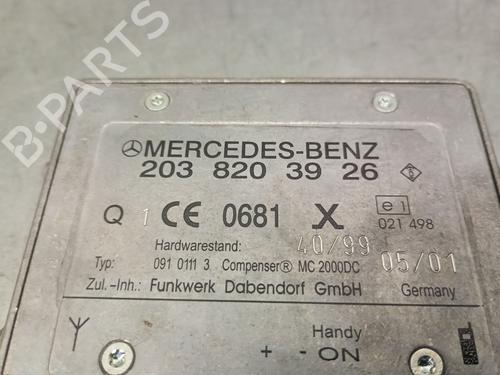 MERCEDES-BENZ
203 820 39 26
Q 1 CE 0681 X e1
021 498
Hardwarestand: 40/99
Typ: 091 0111 3 Compenser® MC 2000DC 05/01
Zul.-Inh.: Funkwerk Dabendorf GmbH Germany
Handy
+ - ON
B-PARTS